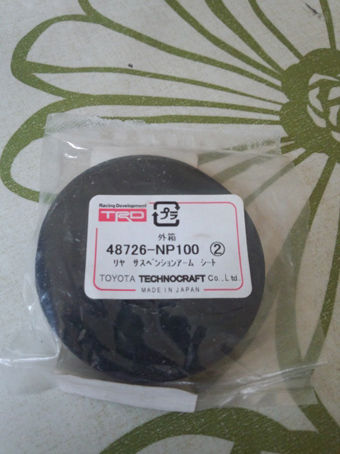 Racing Development
TRD
プラ
外箱
48726-NP100 ②
リヤ サスペンションアーム シート
TOYOTA TECHNOCRAFT Co., Ltd
MADE IN JAPAN